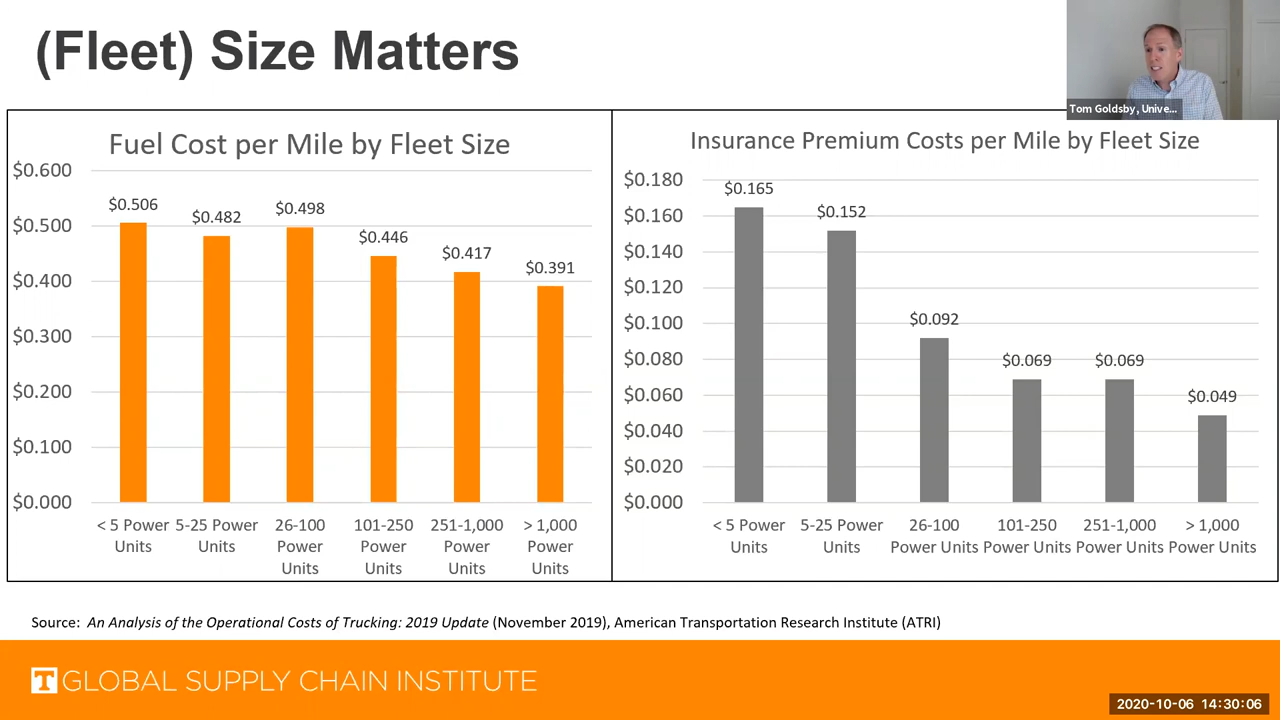 (Fleet) Size Matters
Tom Goldsby, Unive...
Fuel Cost per Mile by Fleet Size
$0.600
$0.500
$0.400
$0.300
$0.200
$0.100
$0.000
$0.506
$0.482
$0.498
$0.446
$0.417
$0.391
< 5 Power Units
5-25 Power Units
26-100 Power Units
101-250 Power Units
251-1,000 Power Units
> 1,000 Power Units
Insurance Premium Costs per Mile by Fleet Size
$0.180
$0.160
$0.140
$0.120
$0.100
$0.080
$0.060
$0.040
$0.020
$0.000
$0.165
$0.152
$0.092
$0.069
$0.069
$0.049
< 5 Power Units
5-25 Power Units
26-100 Power Units
101-250 Power Units
251-1,000 Power Units
> 1,000 Power Units
Source: An Analysis of the Operational Costs of Trucking: 2019 Update (November 2019), American Transportation Research Institute (ATRI)
T GLOBAL SUPPLY CHAIN INSTITUTE
2020-10-06 14:30:06